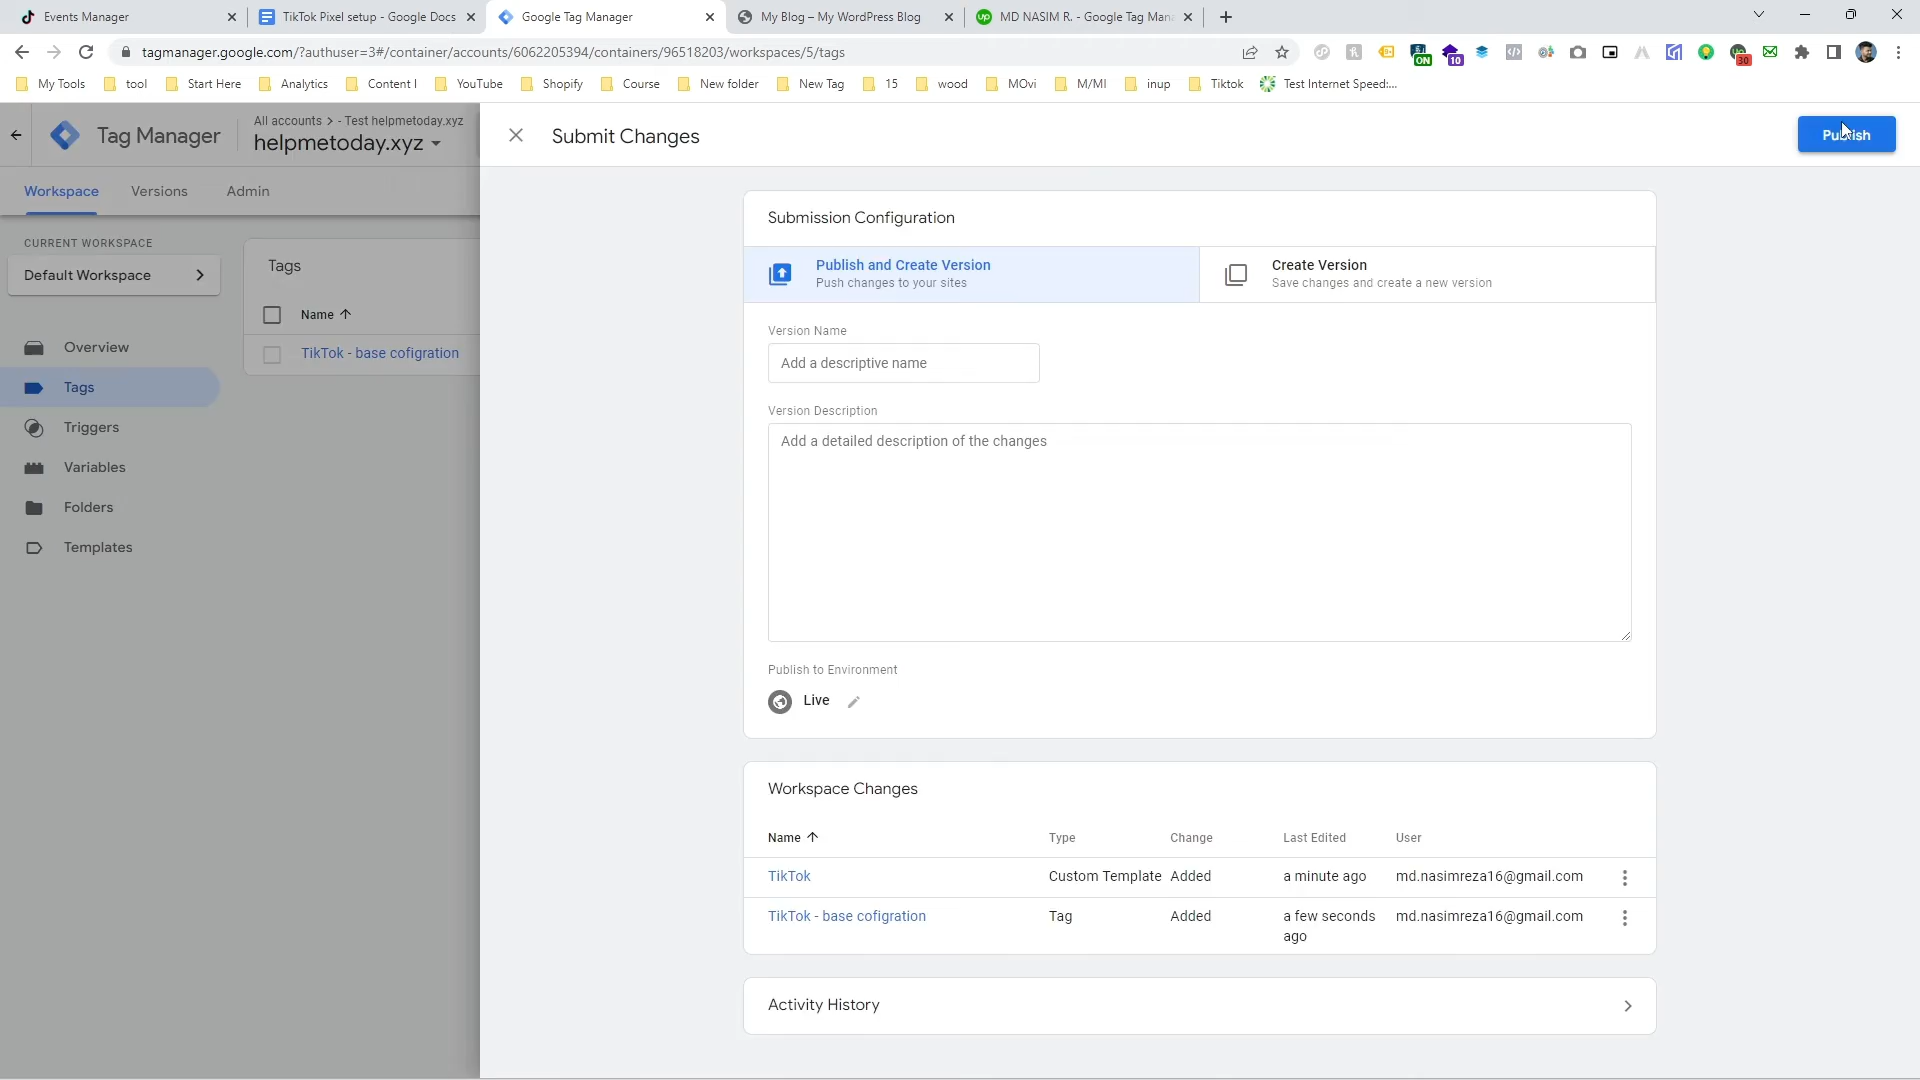 Events Manager
TikTok Pixel setup - Google Docs
Google Tag Manager
My Blog – My WordPress Blog
MD NASIM R. - Google Tag Man
tagmanager.google.com/?authuser=3#/container/accounts/6062205394/containers/96518203/workspaces/5/tags
ON
10
30
My Tools
tool
Start Here
Analytics
Content I
YouTube
Shopify
Course
New folder
New Tag
15
wood
MOvi
M/MI
inup
Tiktok
Test Internet Speed:...
Tag Manager
All accounts > - Test helpmetoday.xyz
helpmetoday.xyz
Submit Changes
Publish
Workspace
Versions
Admin
CURRENT WORKSPACE
Default Workspace
Overview
Tags
Triggers
Variables
Folders
Templates
Tags
Name
TikTok - base cofigration
Submission Configuration
Publish and Create Version
Push changes to your sites
Create Version
Save changes and create a new version
Version Name
Add a descriptive name
Version Description
Add a detailed description of the changes
Publish to Environment
Live
Workspace Changes
Name Type Change Last Edited User
TikTok Custom Template Added a minute ago md.nasimreza16@gmail.com
TikTok - base cofigration Tag Added a few seconds ago md.nasimreza16@gmail.com
Activity History